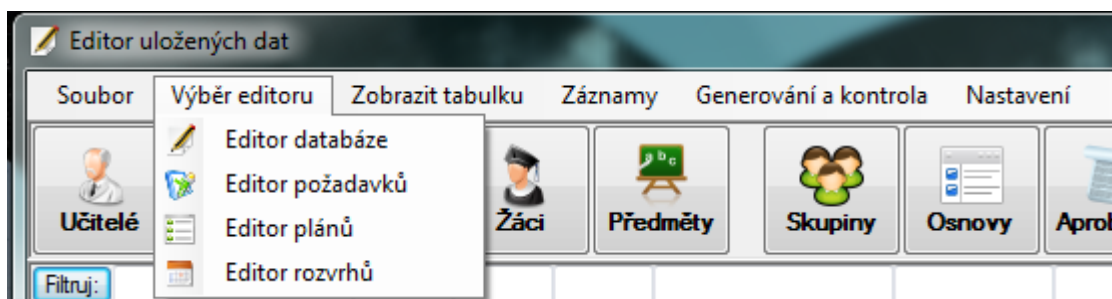 Editor uložených dat
Soubor Výběr editoru Zobrazit tabulku Záznamy Generování a kontrola Nastavení
Editor databáze
Editor požadavků
Editor plánů
Editor rozvrhů
Učitelé Žáci Předměty Skupiny Osnovy
Filtruj: